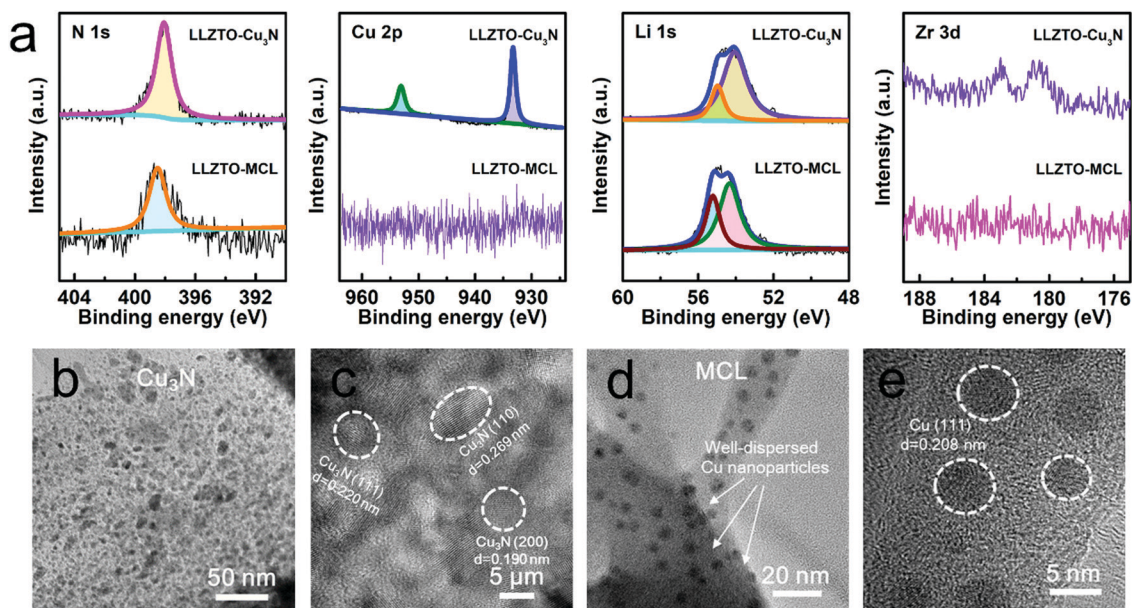 a
N 1s
LLZTO-Cu₃N
LLZTO-MCL
Intensity (a.u.)
404 400 396 392
Binding energy (eV)
Cu 2p
LLZTO-Cu₃N
LLZTO-MCL
Intensity (a.u.)
960 950 940 930
Binding energy (eV)
Li 1s
LLZTO-Cu₃N
LLZTO-MCL
Intensity (a.u.)
60 56 52 48
Binding energy (eV)
Zr 3d
LLZTO-Cu₃N
LLZTO-MCL
Intensity (a.u.)
188 184 180 176
Binding energy (eV)
b
Cu₃N
50 nm
c
Cu₃N (111)
d=0.220 nm
Cu₃N (110)
d=0.269 nm
Cu₃N (200)
d=0.190 nm
5 μm
d
MCL
Well-dispersed
Cu nanoparticles
20 nm
e
Cu (111)
d=0.208 nm
5 nm